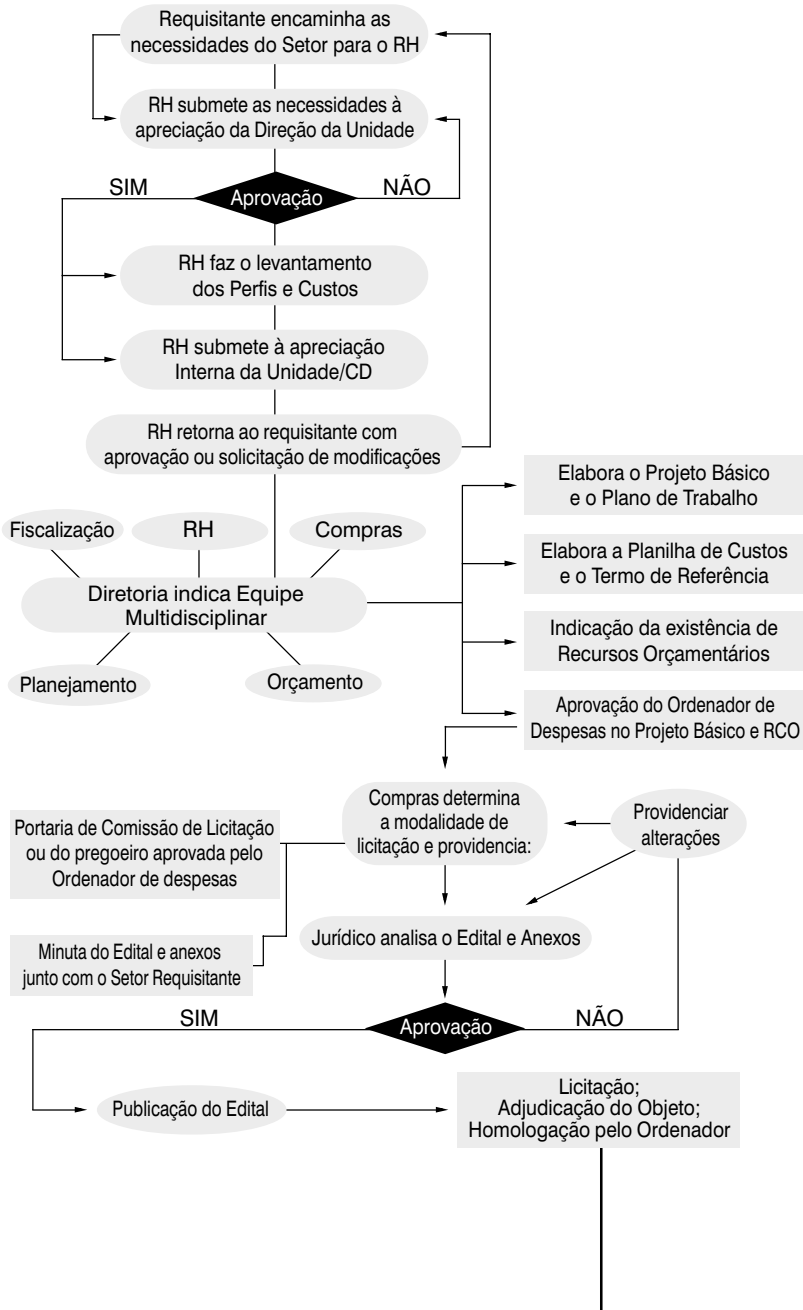 Requisitante encaminha as
necessidades do Setor para o RH
RH submete as necessidades à
apreciação da Direção da Unidade
SIM
Aprovação
NÃO
RH faz o levantamento
dos Perfis e Custos
RH submete à apreciação
Interna da Unidade/CD
RH retorna ao requisitante com
aprovação ou solicitação de modificações
Fiscalização
RH
Compras
Diretoria indica Equipe
Multidisciplinar
Planejamento
Orçamento
Elabora o Projeto Básico
e o Plano de Trabalho
Elabora a Planilha de Custos
e o Termo de Referência
Indicação da existência de
Recursos Orçamentários
Aprovação do Ordenador de
Despesas no Projeto Básico e RCO
Compras determina
a modalidade de
licitação e providencia:
Providenciar
alterações
Portaria de Comissão de Licitação
ou do pregoeiro aprovada pelo
Ordenador de despesas
Minuta do Edital e anexos
junto com o Setor Requisitante
Jurídico analisa o Edital e Anexos
SIM
Aprovação
NÃO
Publicação do Edital
Licitação;
Adjudicação do Objeto;
Homologação pelo Ordenador